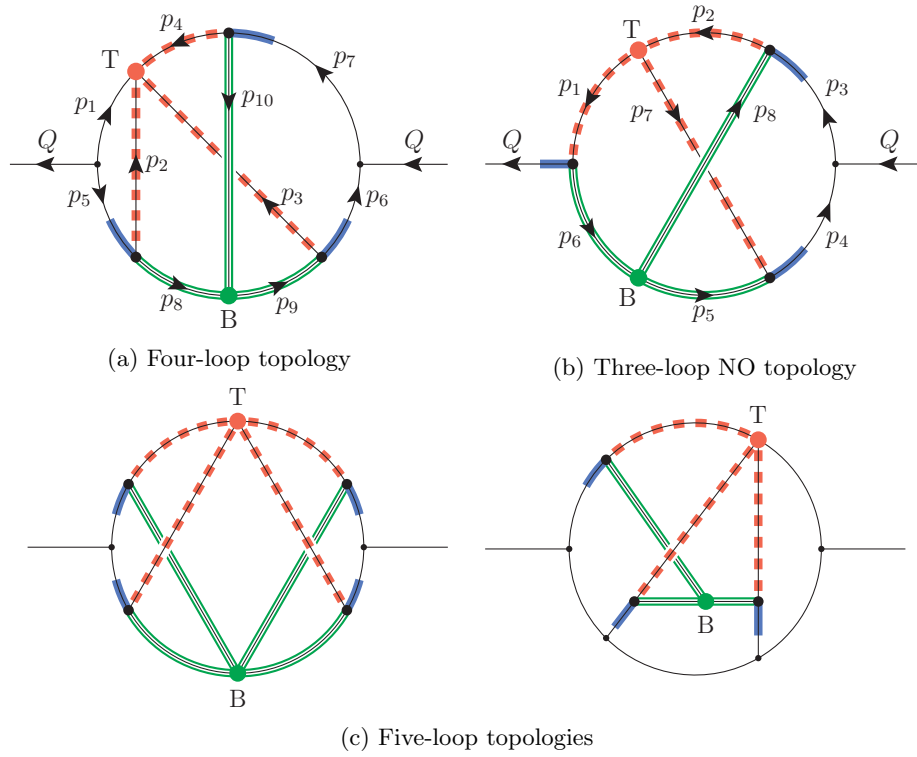 p4
T
p7
p1
p10
Q
Q
p2
p5
p3
p6
p8
p9
B
(a) Four-loop topology
T
p2
p1
p3
p7
p8
Q
Q
p6
p4
B
p5
(b) Three-loop NO topology
T
B
T
B
(c) Five-loop topologies